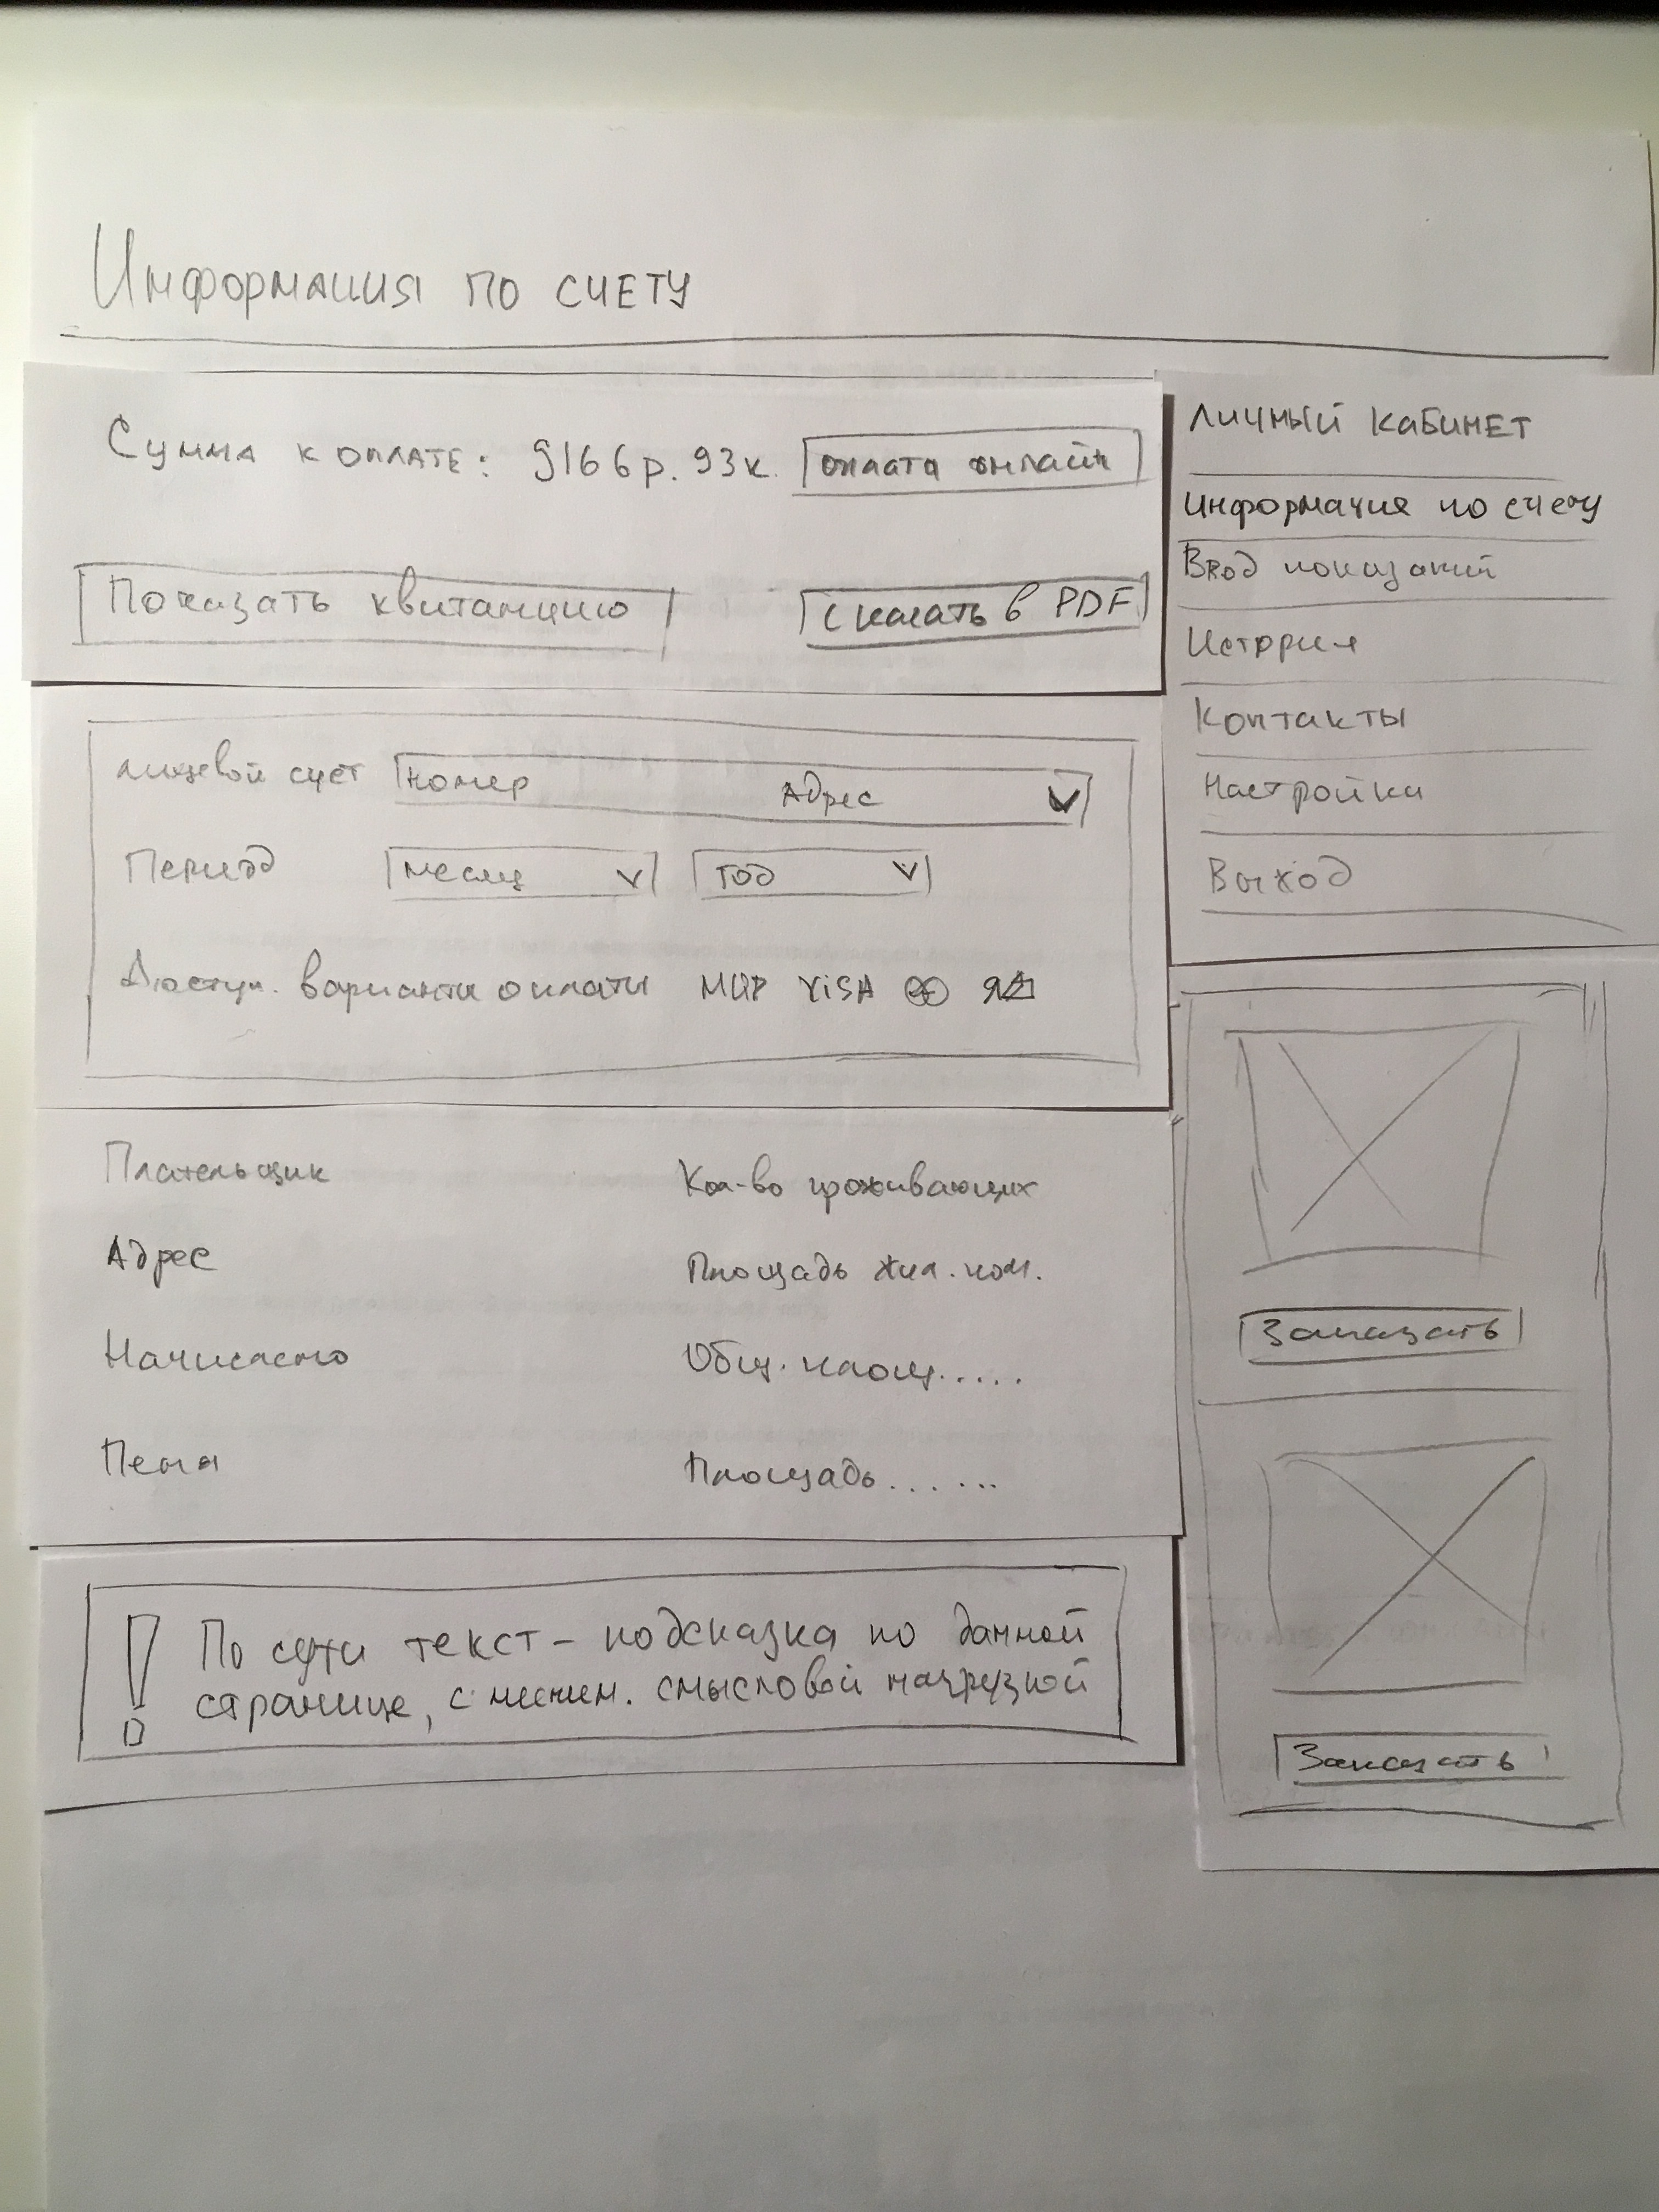 Информация по счету
Сумма к оплате: 9166р. 93к. оплата онлайн
Показать квитанцию скачать в PDF
лицевой счет номер Адрес
Период месяц год
Доступ. варианты оплаты МИР VISA
Плательщик Кол-во проживающих
Адрес Площадь жил. пом.
Начислено Общ. площ.....
Пеня Площадь......
! По сути текст - подсказка по данной
странице, с миним. смысловой нагрузкой
Личный кабинет
Информация по счету
Ввод показаний
История
Контакты
Настройки
Выход
Заказать
Заказать